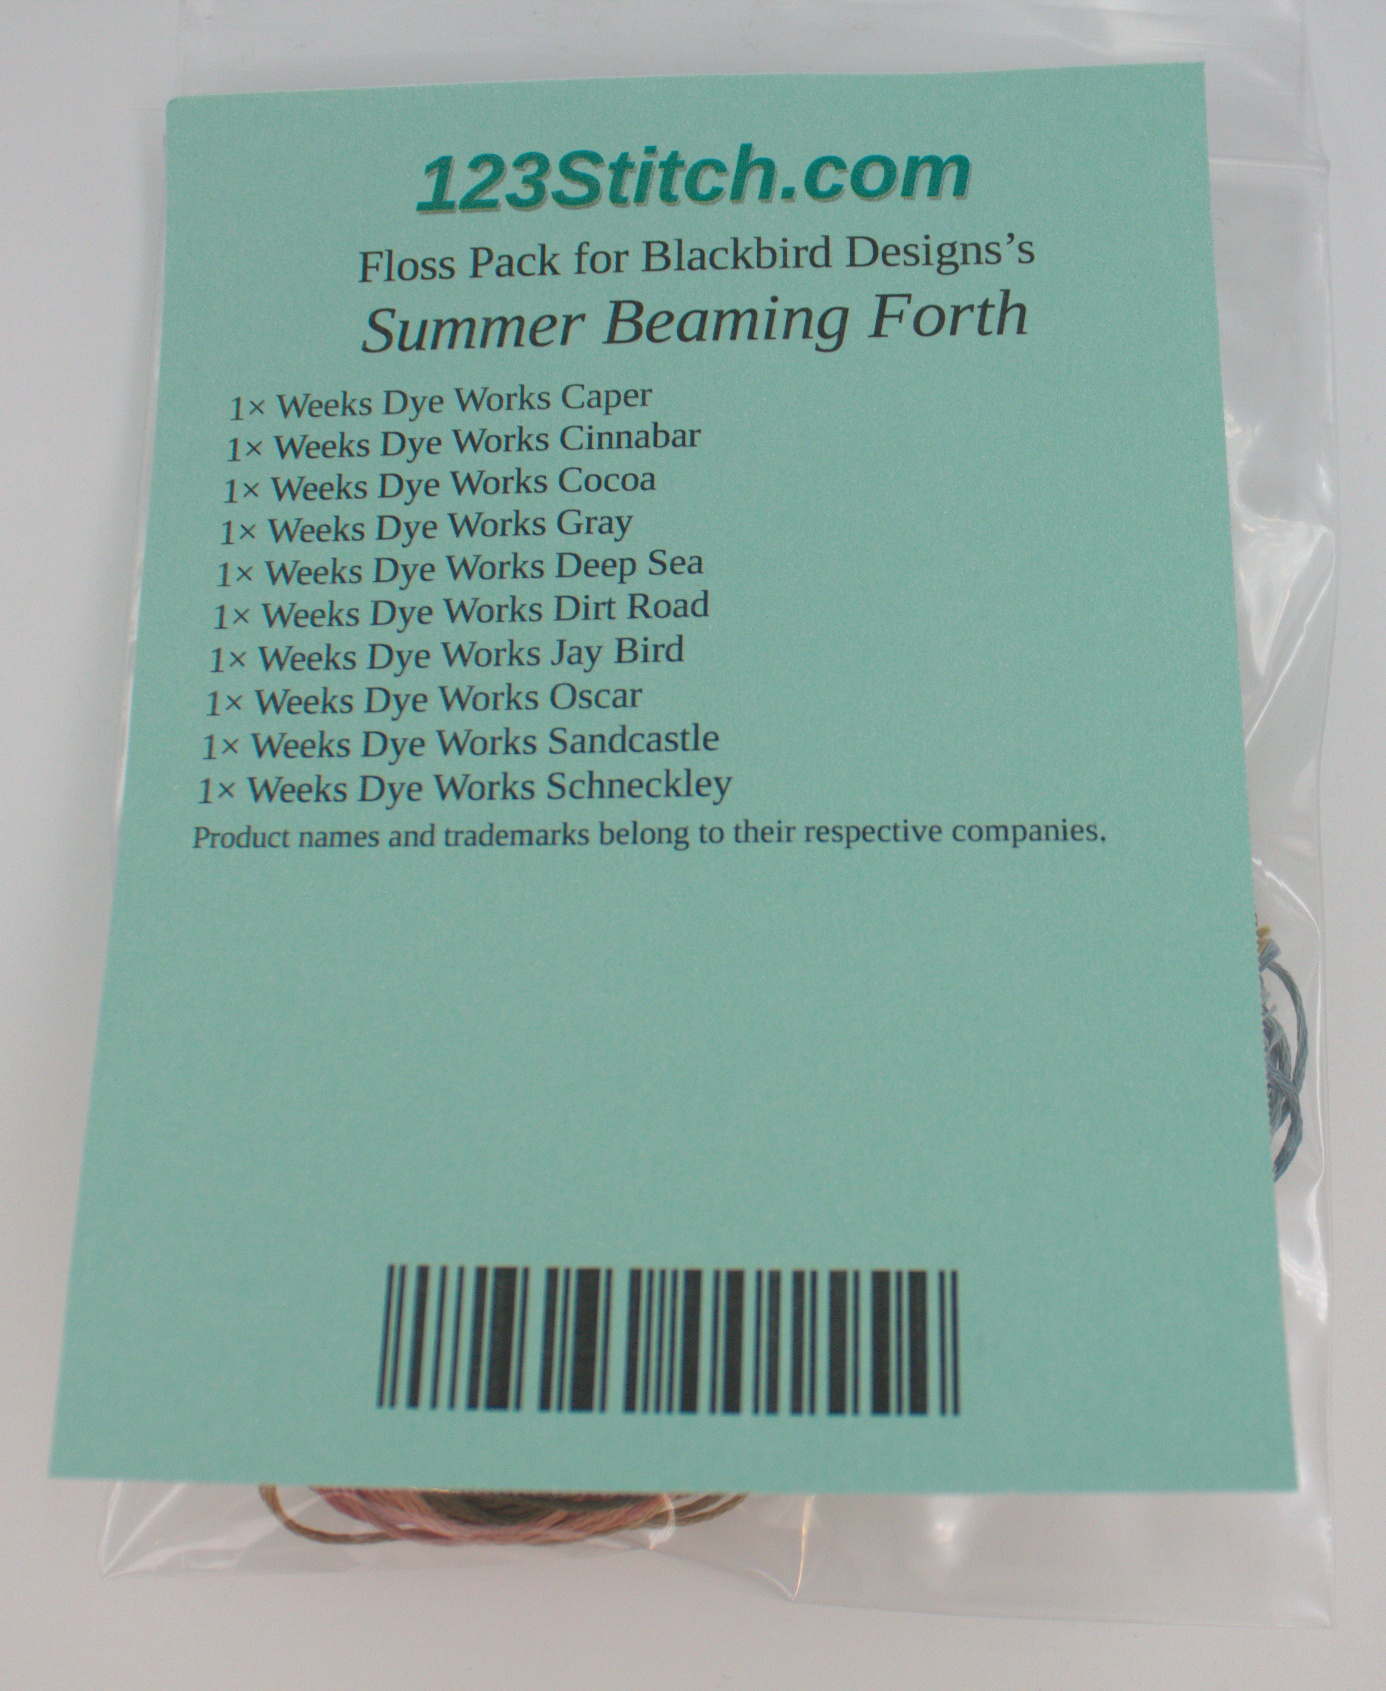 123Stitch.com
Floss Pack for Blackbird Designs’s
Summer Beaming Forth
1× Weeks Dye Works Caper
1× Weeks Dye Works Cinnabar
1× Weeks Dye Works Cocoa
1× Weeks Dye Works Gray
1× Weeks Dye Works Deep Sea
1× Weeks Dye Works Dirt Road
1× Weeks Dye Works Jay Bird
1× Weeks Dye Works Oscar
1× Weeks Dye Works Sandcastle
1× Weeks Dye Works Schneckley
Product names and trademarks belong to their respective companies.